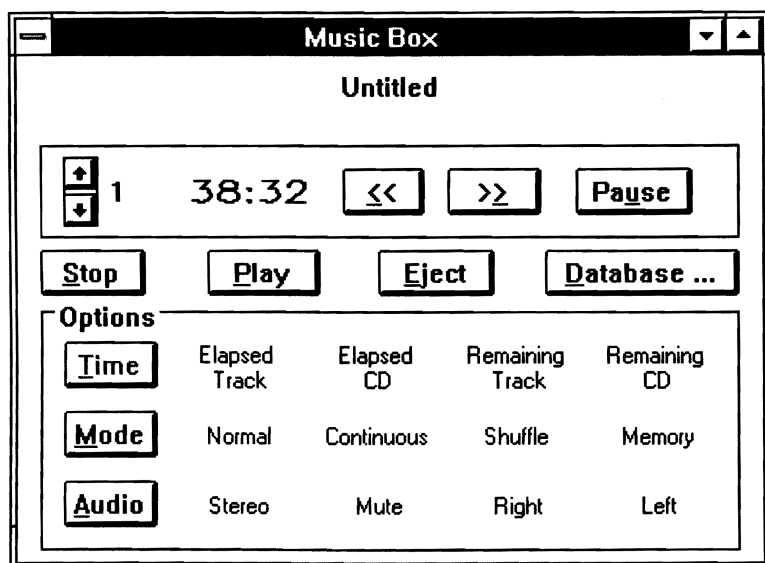 Music Box
Untitled
1 38:32 << >> Pause
Stop Play Eject Database ...
Options
Time Elapsed Track Elapsed CD Remaining Track Remaining CD
Mode Normal Continuous Shuffle Memory
Audio Stereo Mute Right Left